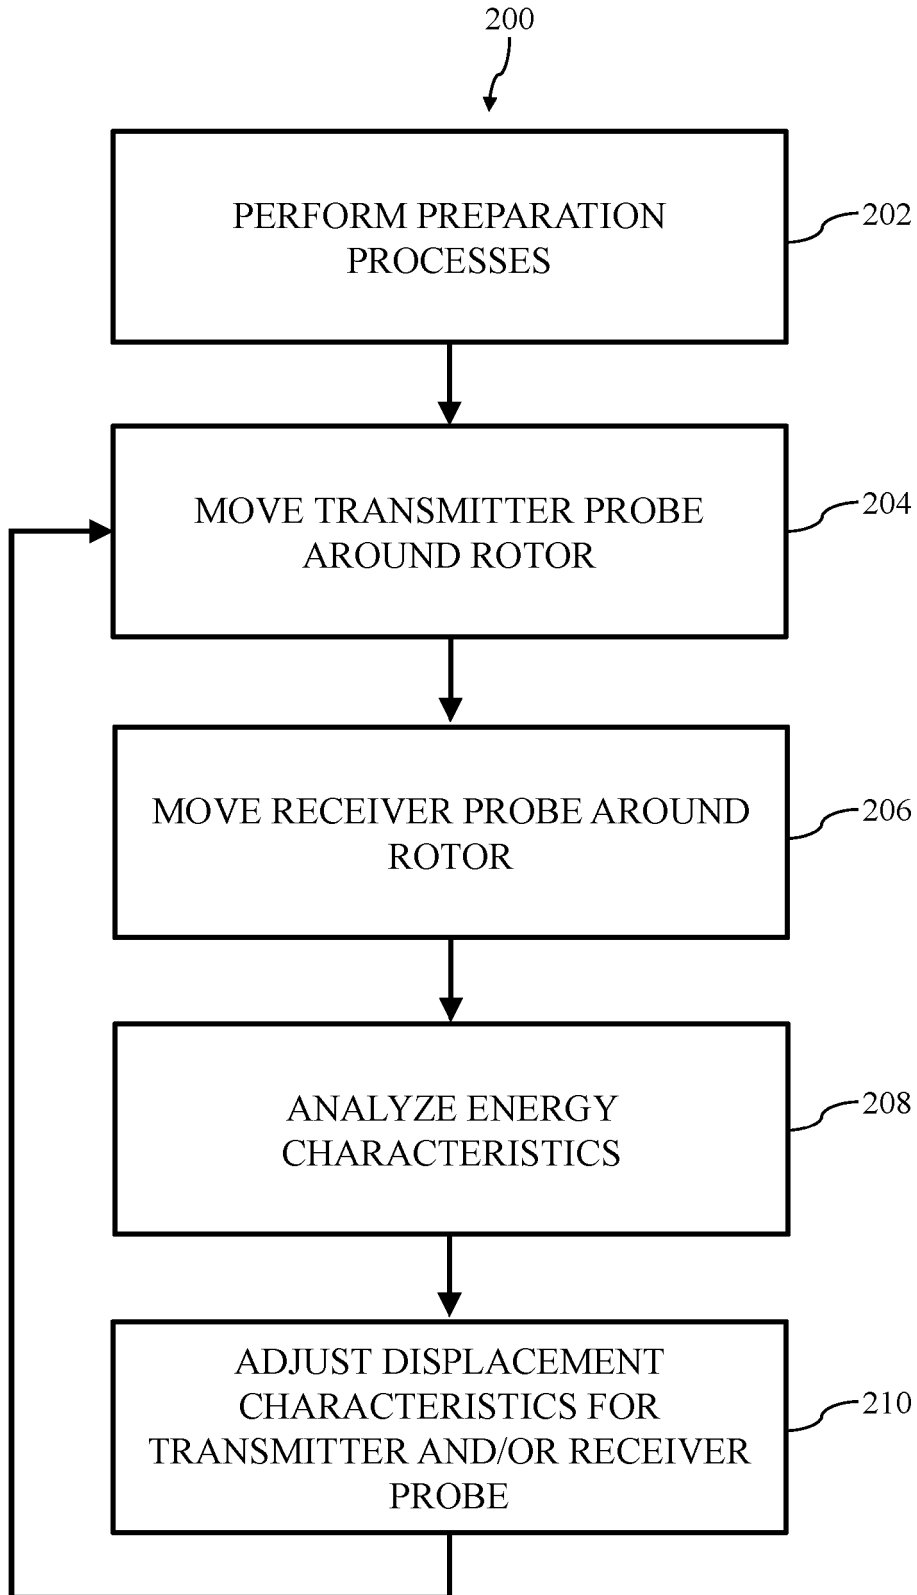 200
PERFORM PREPARATION
PROCESSES
202
MOVE TRANSMITTER PROBE
AROUND ROTOR
204
MOVE RECEIVER PROBE AROUND
ROTOR
206
ANALYZE ENERGY
CHARACTERISTICS
208
ADJUST DISPLACEMENT
CHARACTERISTICS FOR
TRANSMITTER AND/OR RECEIVER
PROBE
210